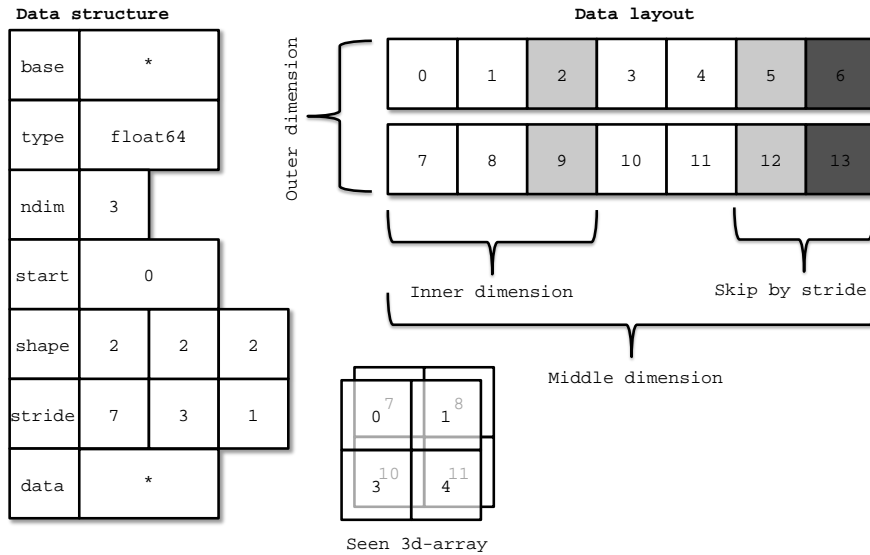 Data structure
base *
type float64
ndim 3
start 0
shape 2 2 2
stride 7 3 1
data *
Data layout
Outer dimension
0 1 2 3 4 5 6
7 8 9 10 11 12 13
Inner dimension
Skip by stride
Middle dimension
7 8
0 1
10 11
3 4
Seen 3d-array